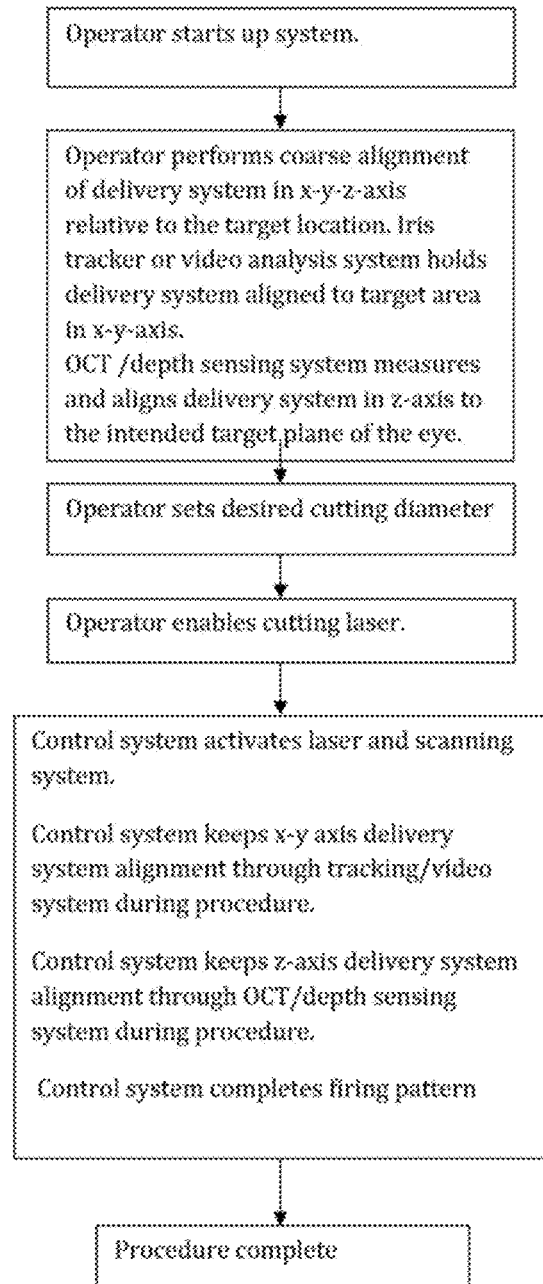 Operator starts up system.
Operator performs coarse alignment
of delivery system in x-y-z-axis
relative to the target location. Iris
tracker or video analysis system holds
delivery system aligned to target area
in x-y-axis.
OCT /depth sensing system measures
and aligns delivery system in z-axis to
the intended target plane of the eye.
Operator sets desired cutting diameter
Operator enables cutting laser.
Control system activates laser and scanning
system.
Control system keeps x-y axis delivery
system alignment through tracking/video
system during procedure.
Control system keeps z-axis delivery system
alignment through OCT/depth sensing
system during procedure.
Control system completes firing pattern
Procedure complete